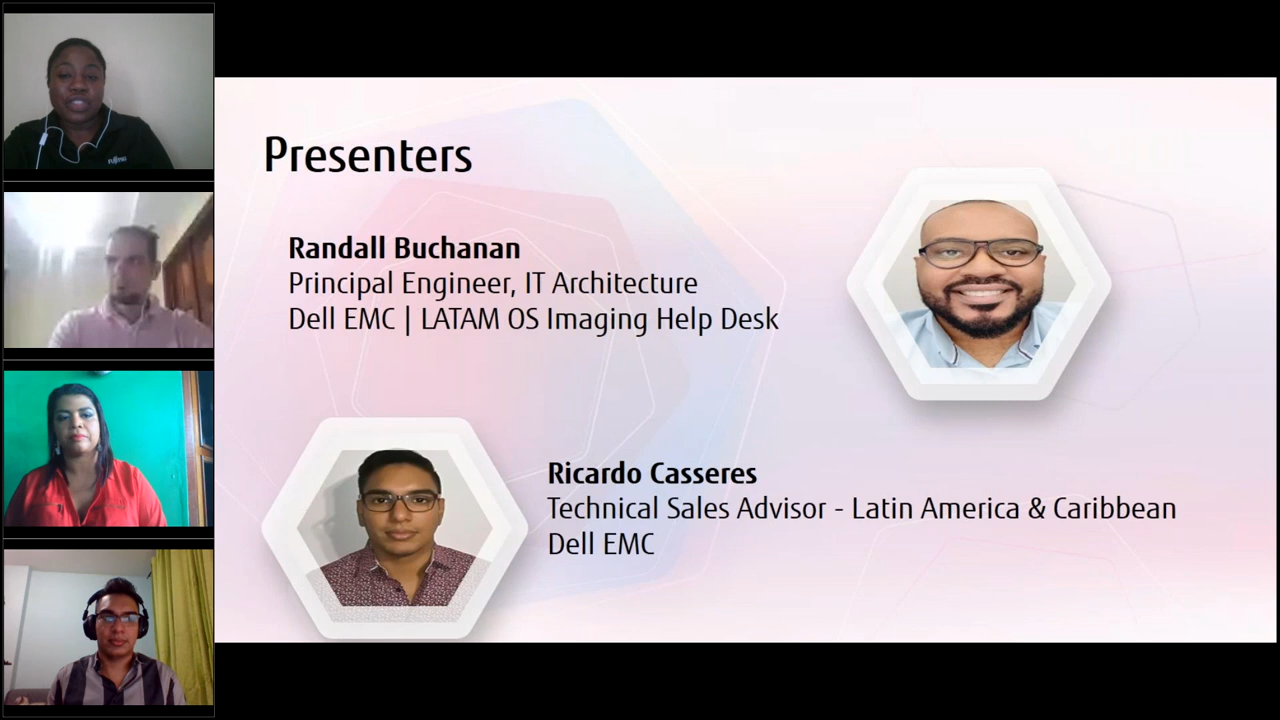 FUJITSU
Presenters
Randall Buchanan
Principal Engineer, IT Architecture
Dell EMC | LATAM OS Imaging Help Desk
Ricardo Casseres
Technical Sales Advisor - Latin America & Caribbean
Dell EMC